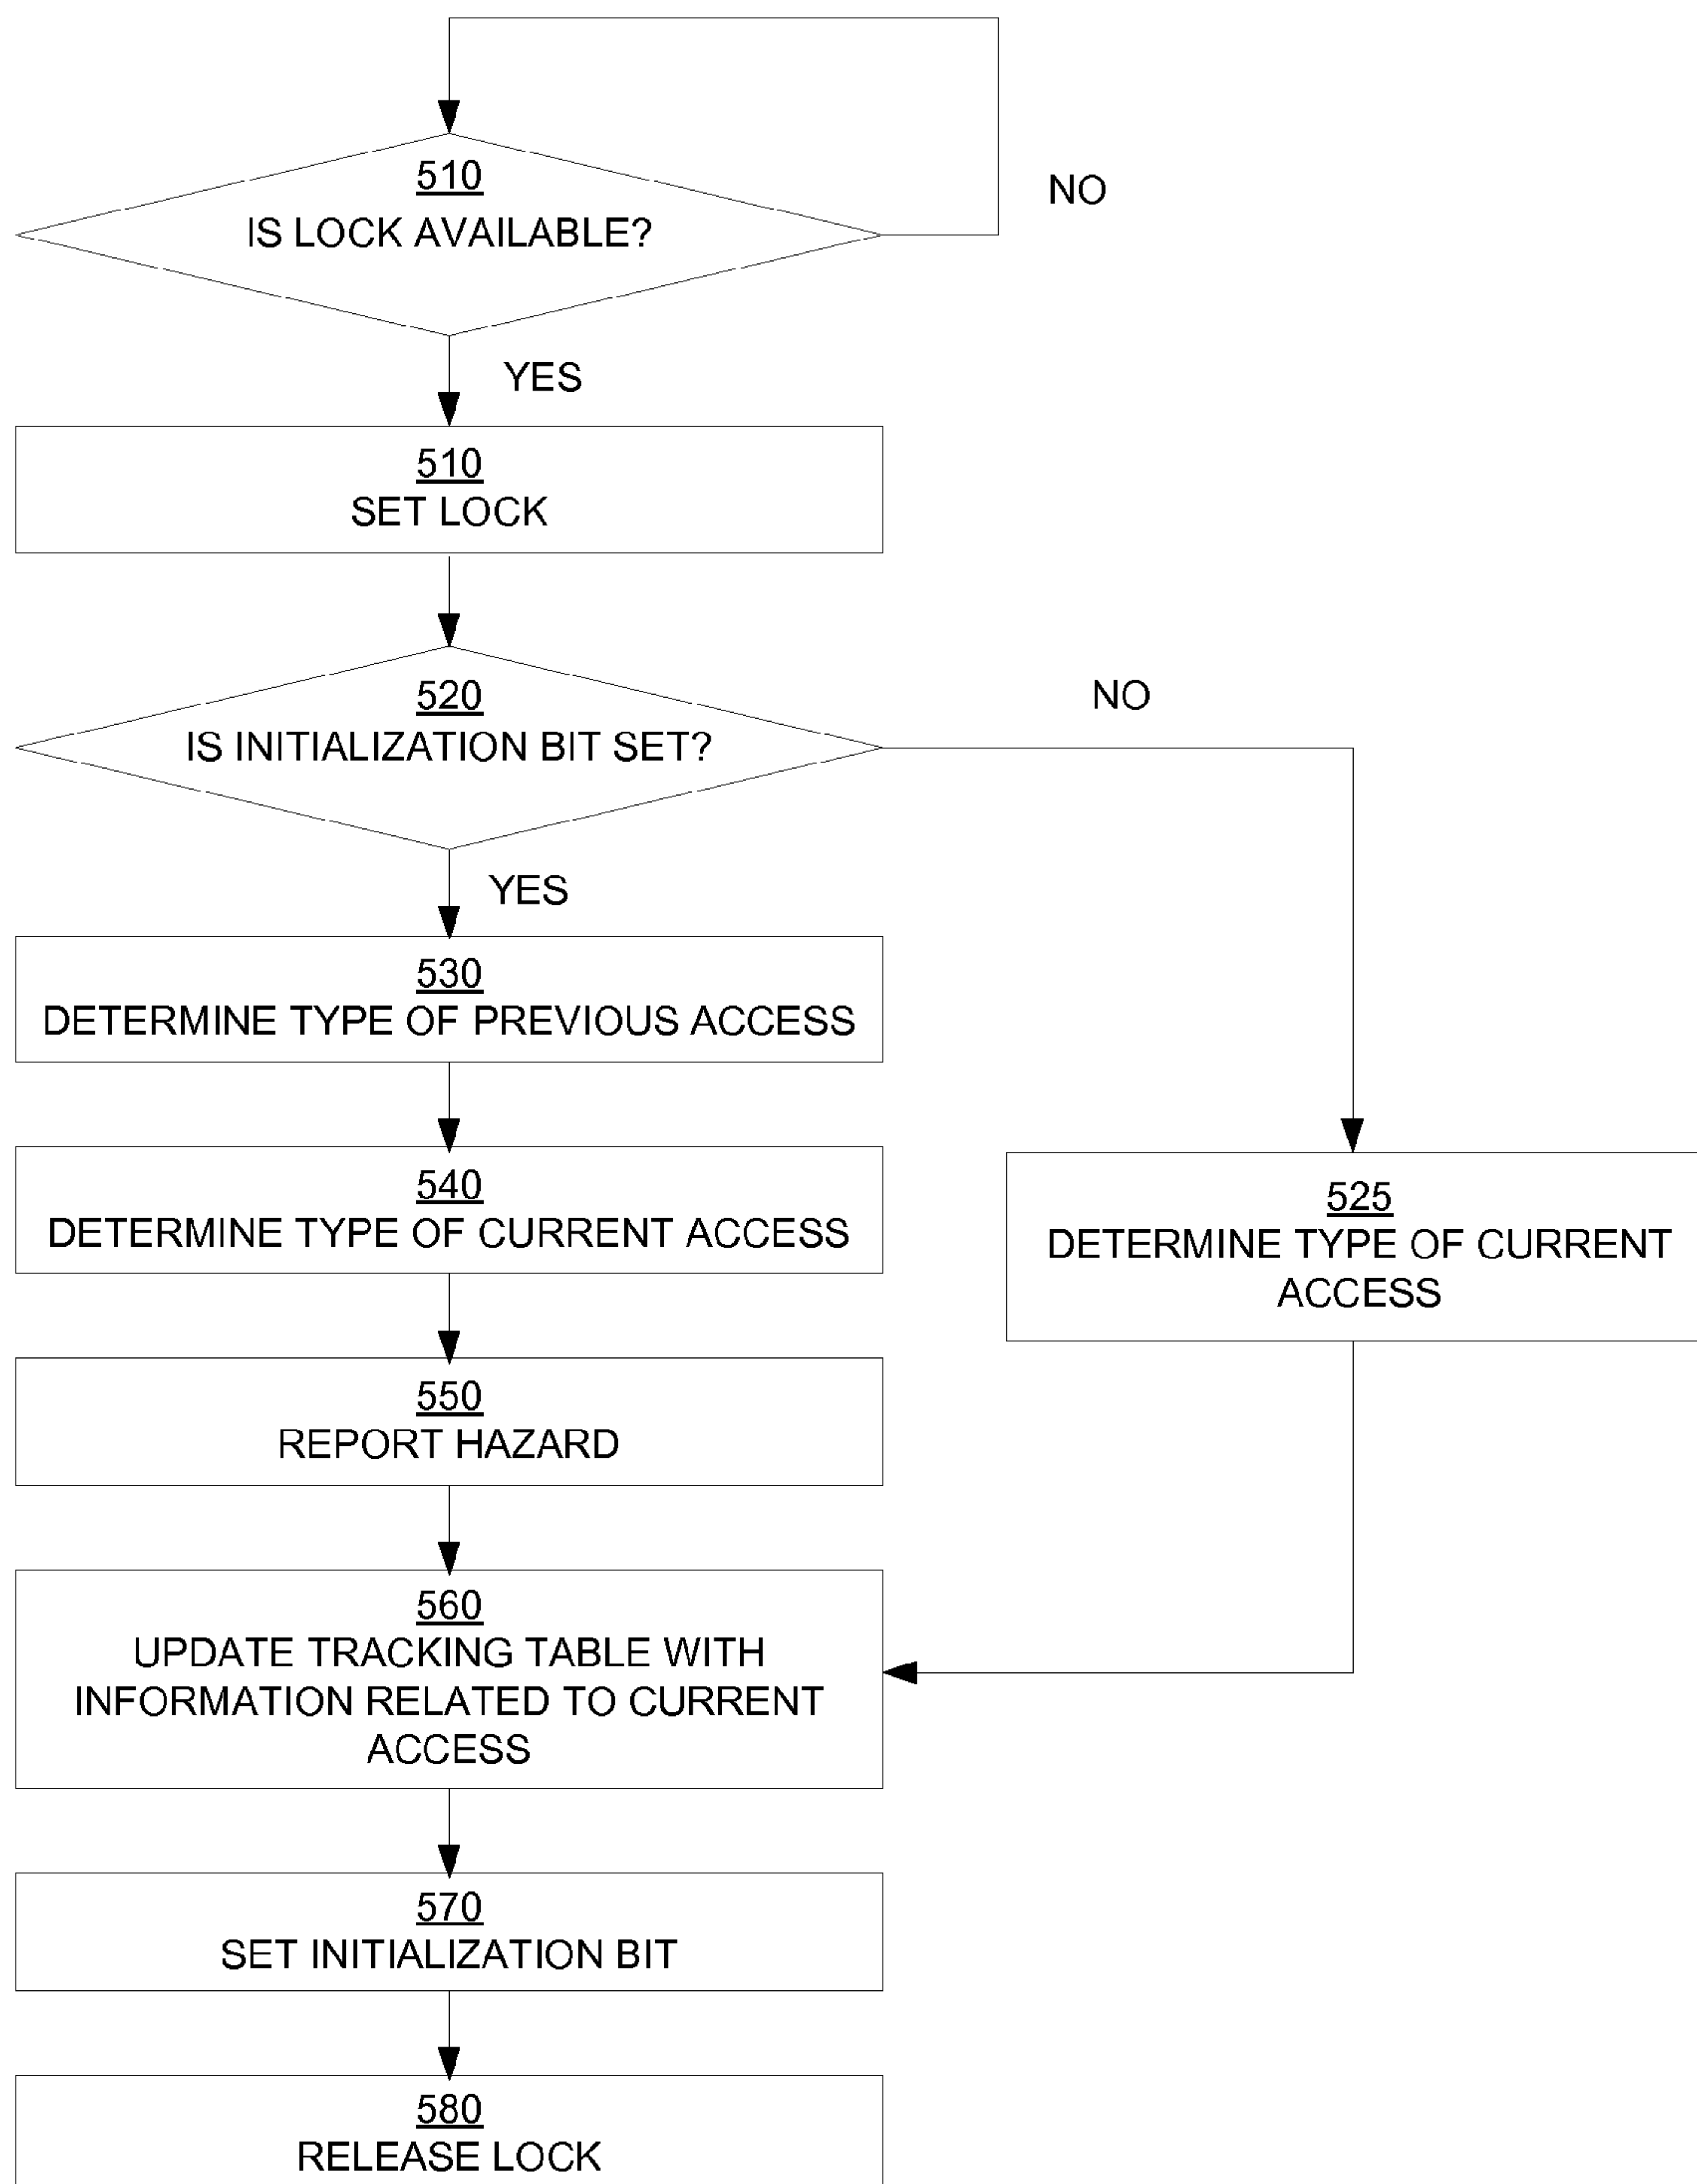 510
IS LOCK AVAILABLE?
NO
YES
510
SET LOCK
520
IS INITIALIZATION BIT SET?
NO
YES
530
DETERMINE TYPE OF PREVIOUS ACCESS
540
DETERMINE TYPE OF CURRENT ACCESS
525
DETERMINE TYPE OF CURRENT
ACCESS
550
REPORT HAZARD
560
UPDATE TRACKING TABLE WITH
INFORMATION RELATED TO CURRENT
ACCESS
570
SET INITIALIZATION BIT
580
RELEASE LOCK